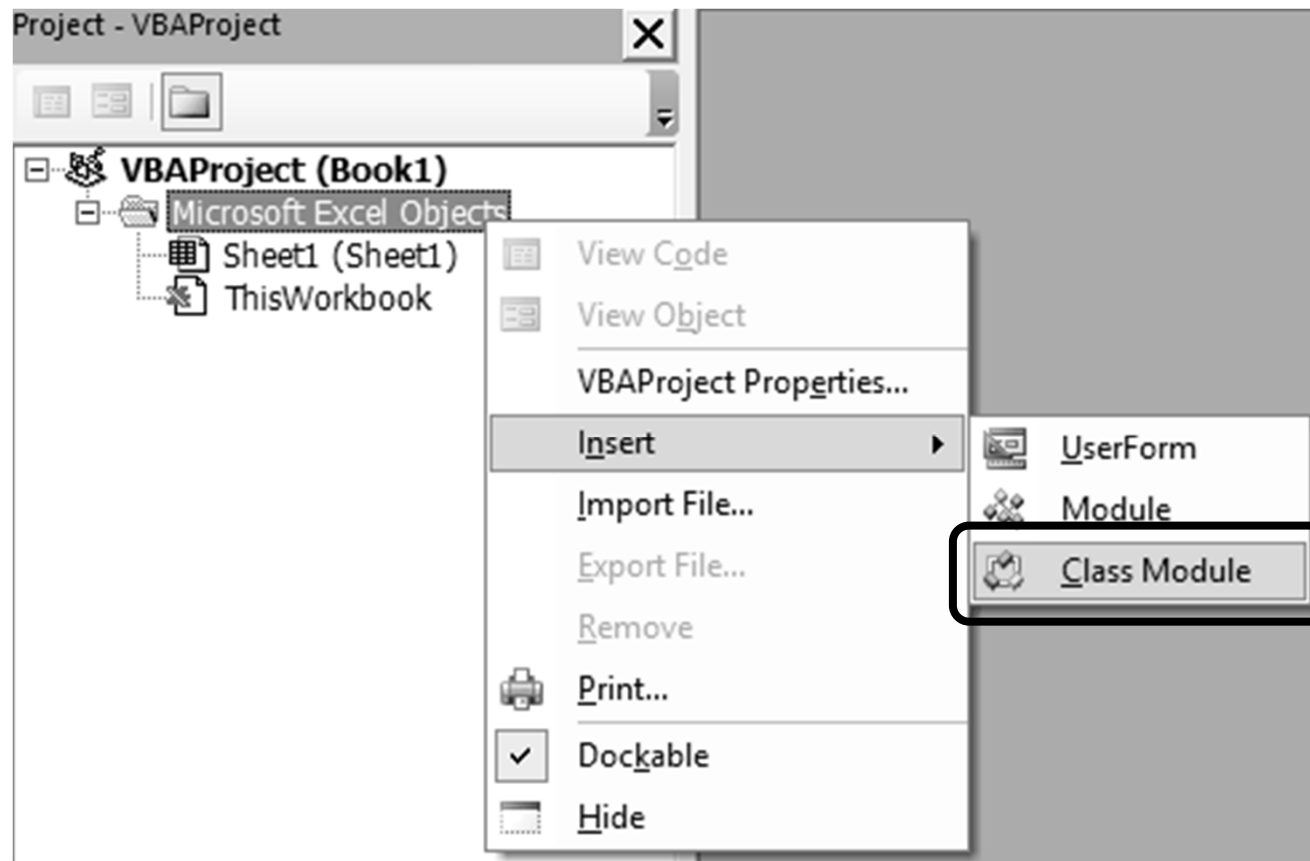 Project - VBAProject
VBAProject (Book1)
Microsoft Excel Objects
Sheet1 (Sheet1)
ThisWorkbook
View Code
View Object
VBAProject Properties...
Insert
Import File...
Export File...
Remove
Print...
Dockable
Hide
UserForm
Module
Class Module